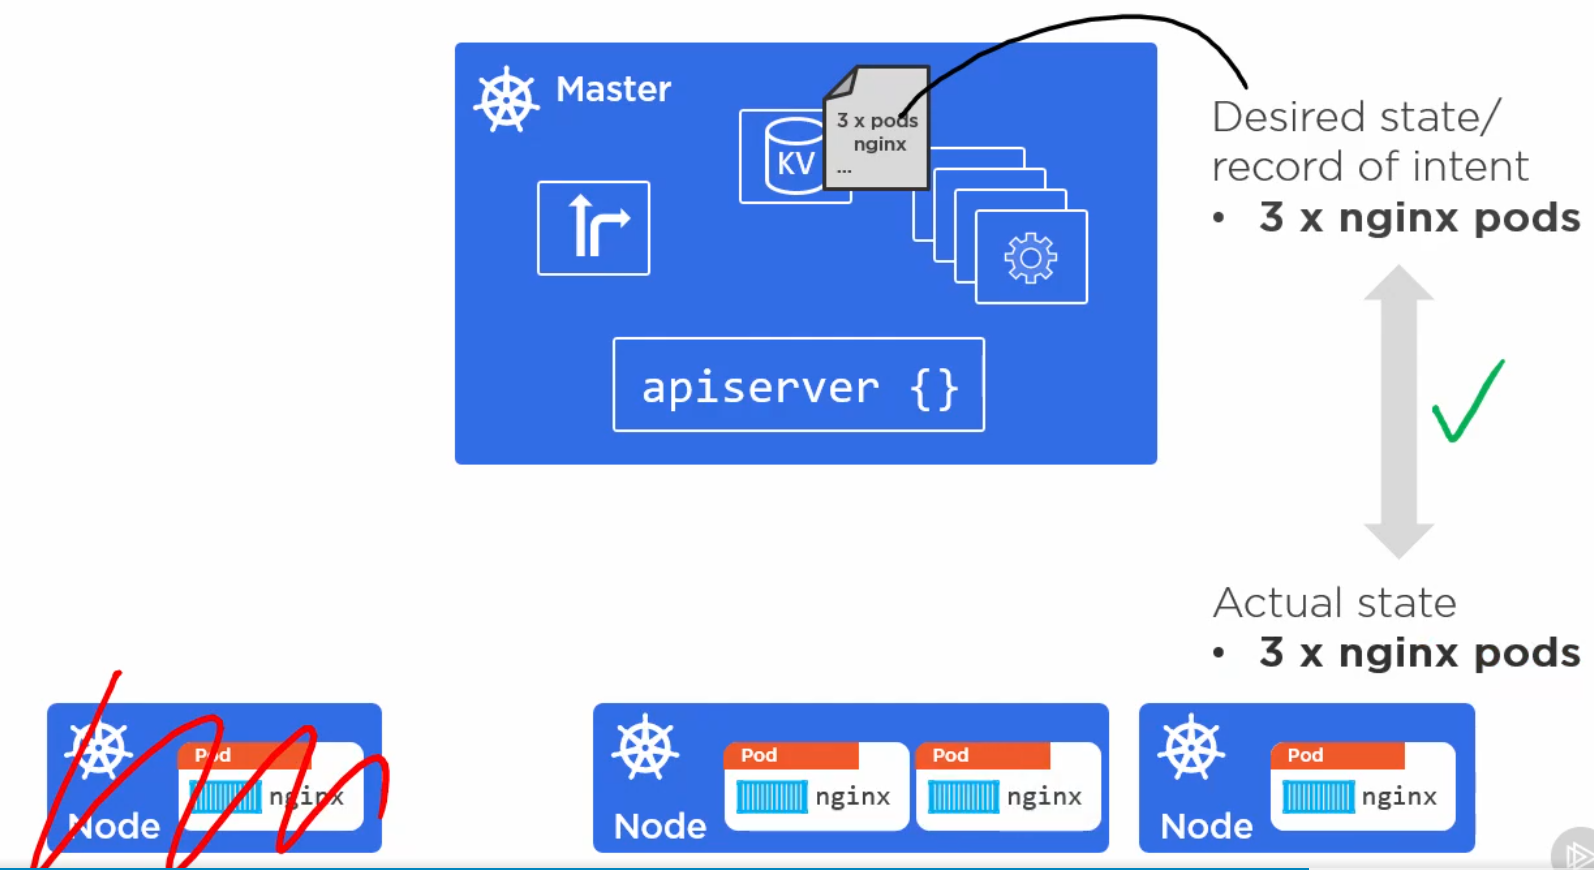 Master
3 x pods
nginx
...
KV
apiserver {}
Desired state/
record of intent
• 3 x nginx pods
Actual state
• 3 x nginx pods
Pod
nginx
Node
Pod
nginx
Pod
nginx
Node
Pod
nginx
Node